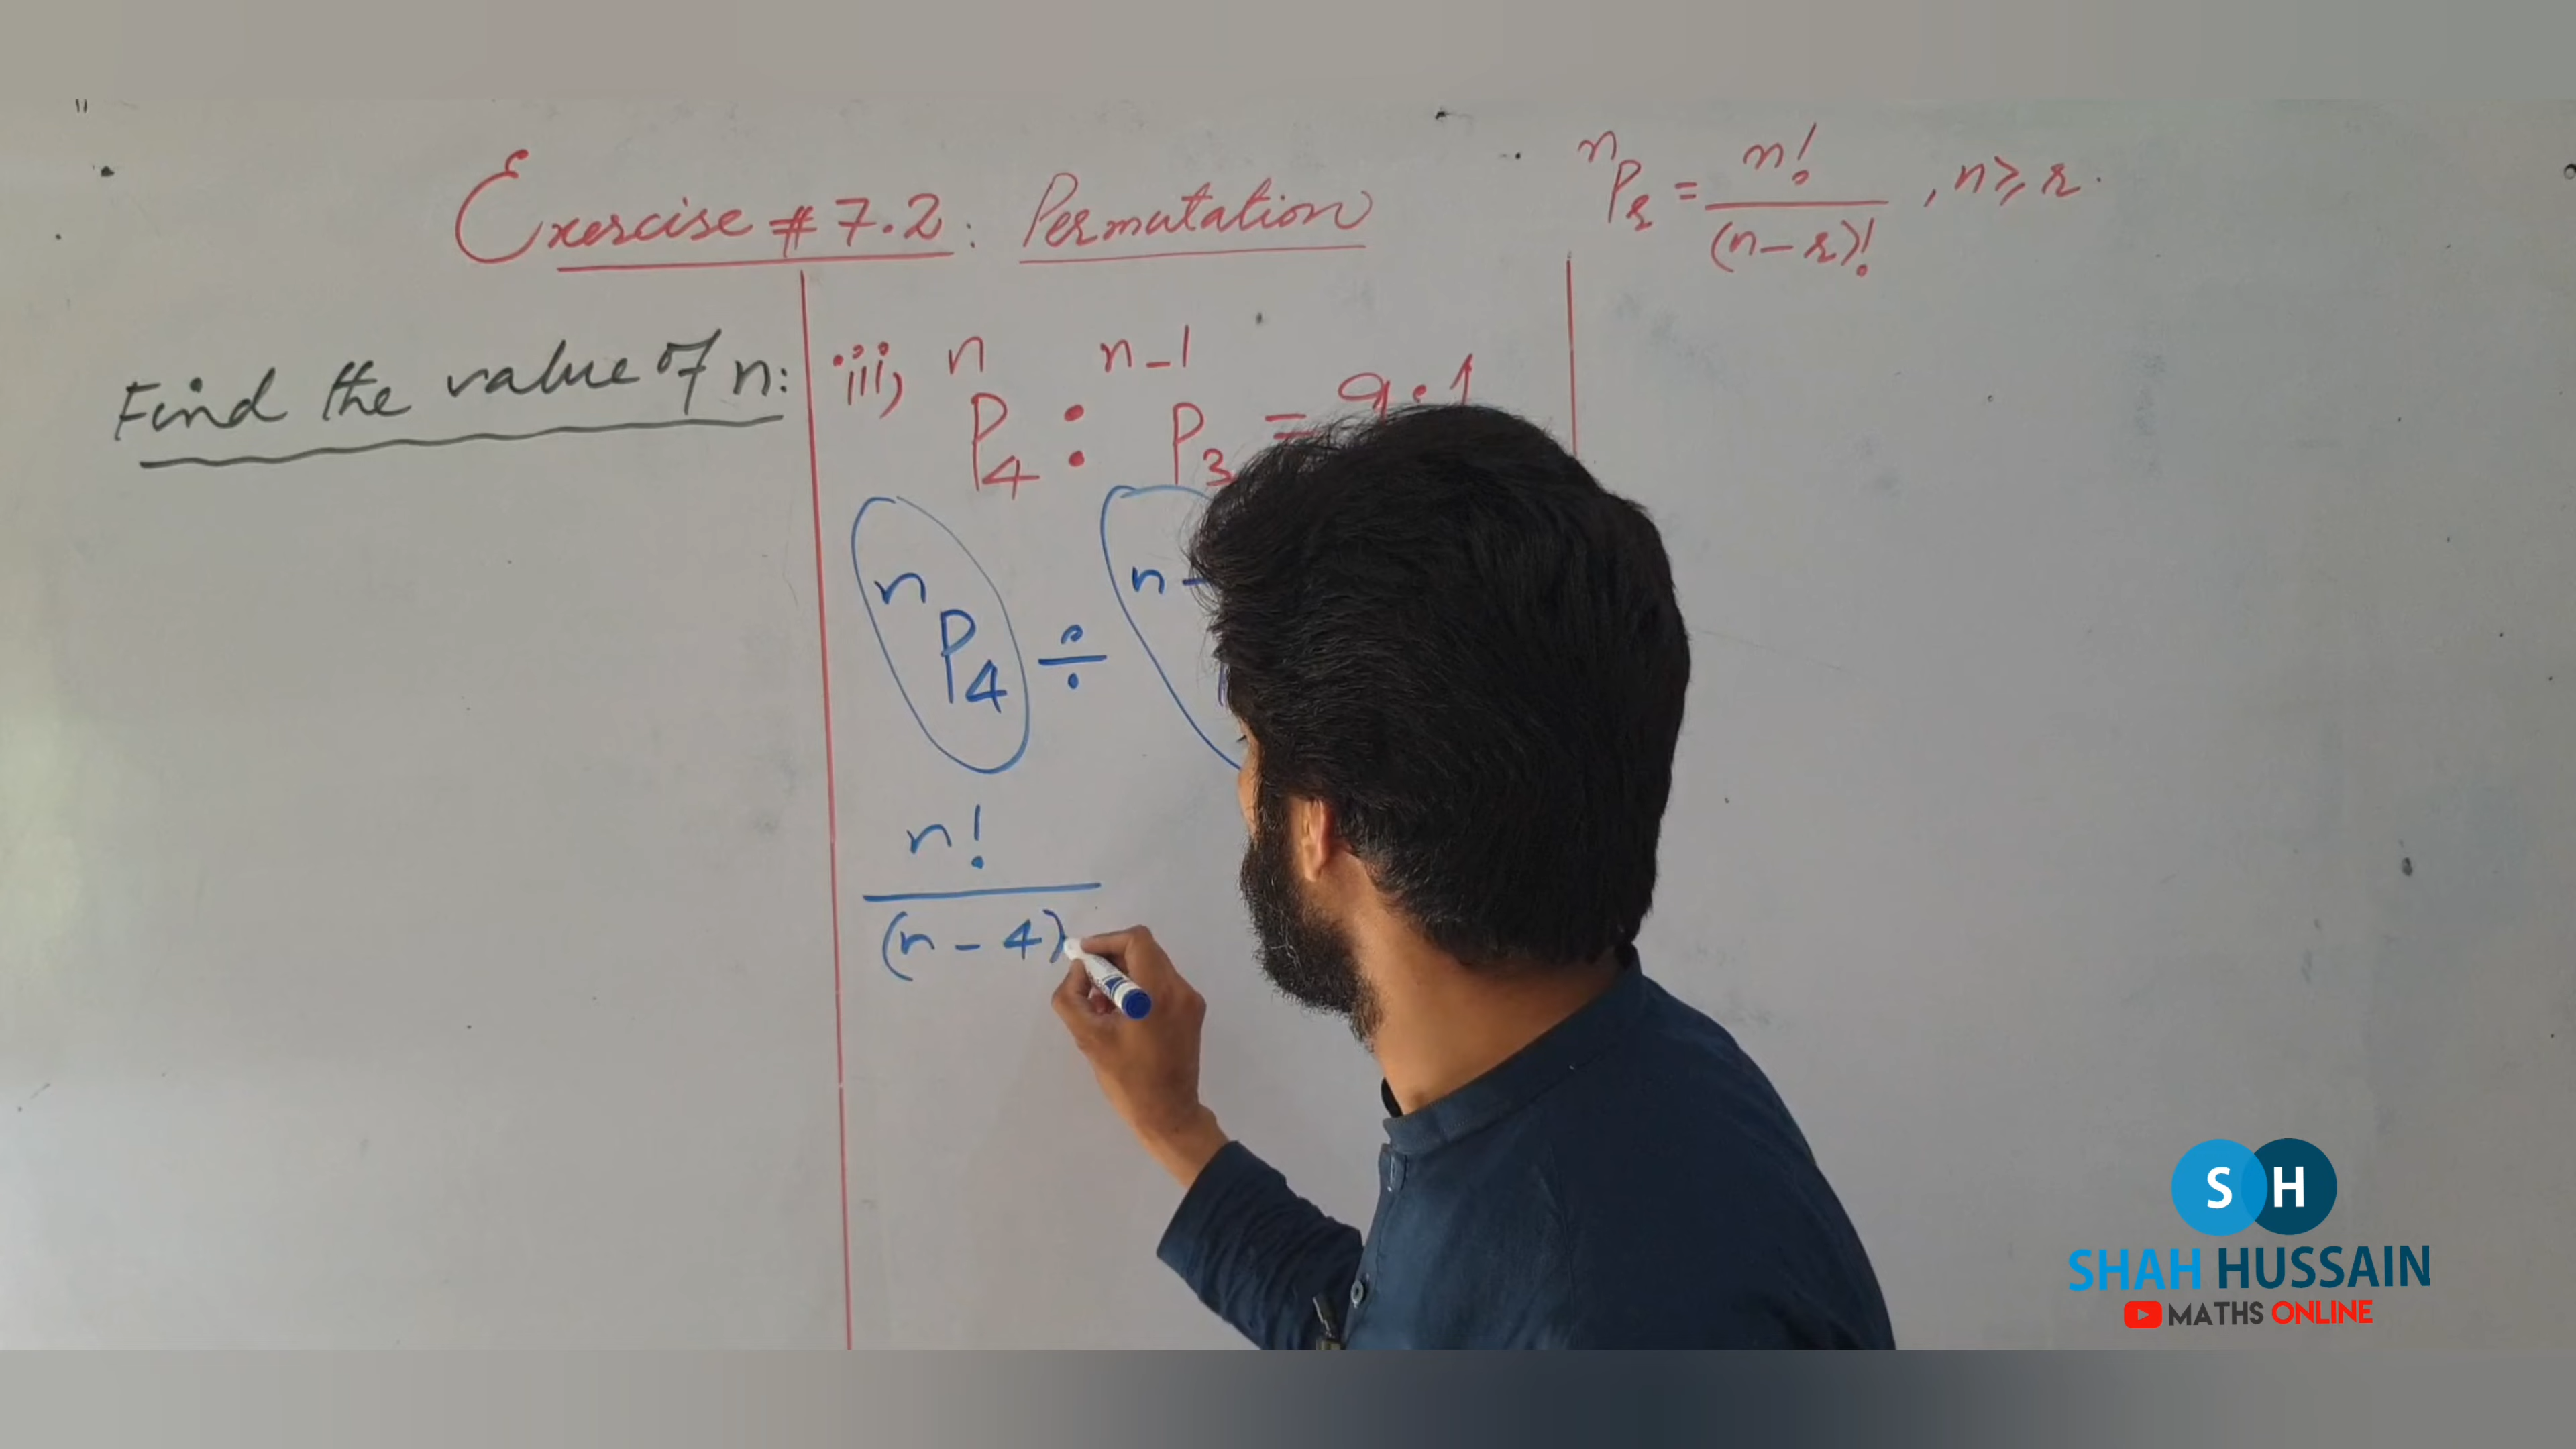 Exercise # 7.2 : Permutation
ⁿPᵣ = n! / (n - r)! , n ≥ r.
Find the value of n:
iii, ⁿP₄ : ⁿ⁻¹P₃ = 9:1
ⁿP₄ ÷ n -
n! / (n - 4)
SH
SHAH HUSSAIN
MATHS ONLINE